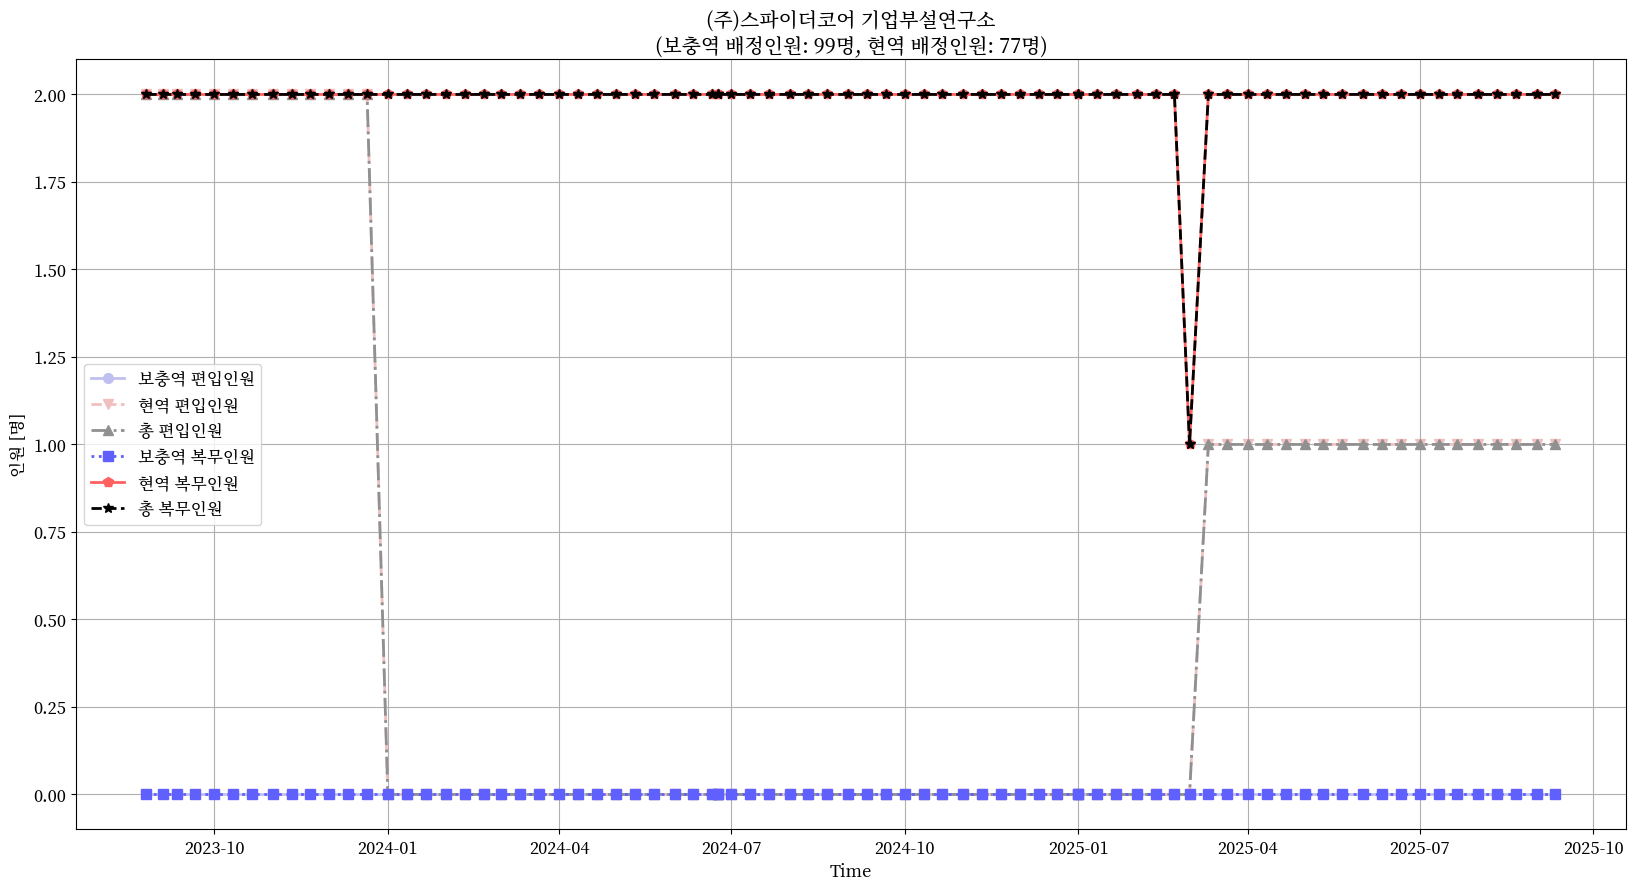 (주)스파이더코어 기업부설연구소
(보충역 배정인원: 99명, 현역 배정인원: 77명)
인원 [명]
2.00
1.75
1.50
1.25
1.00
0.75
0.50
0.25
0.00
보충역 편입인원
현역 편입인원
총 편입인원
보충역 복무인원
현역 복무인원
총 복무인원
2023-10
2024-01
2024-04
2024-07
2024-10
2025-01
2025-04
2025-07
2025-10
Time